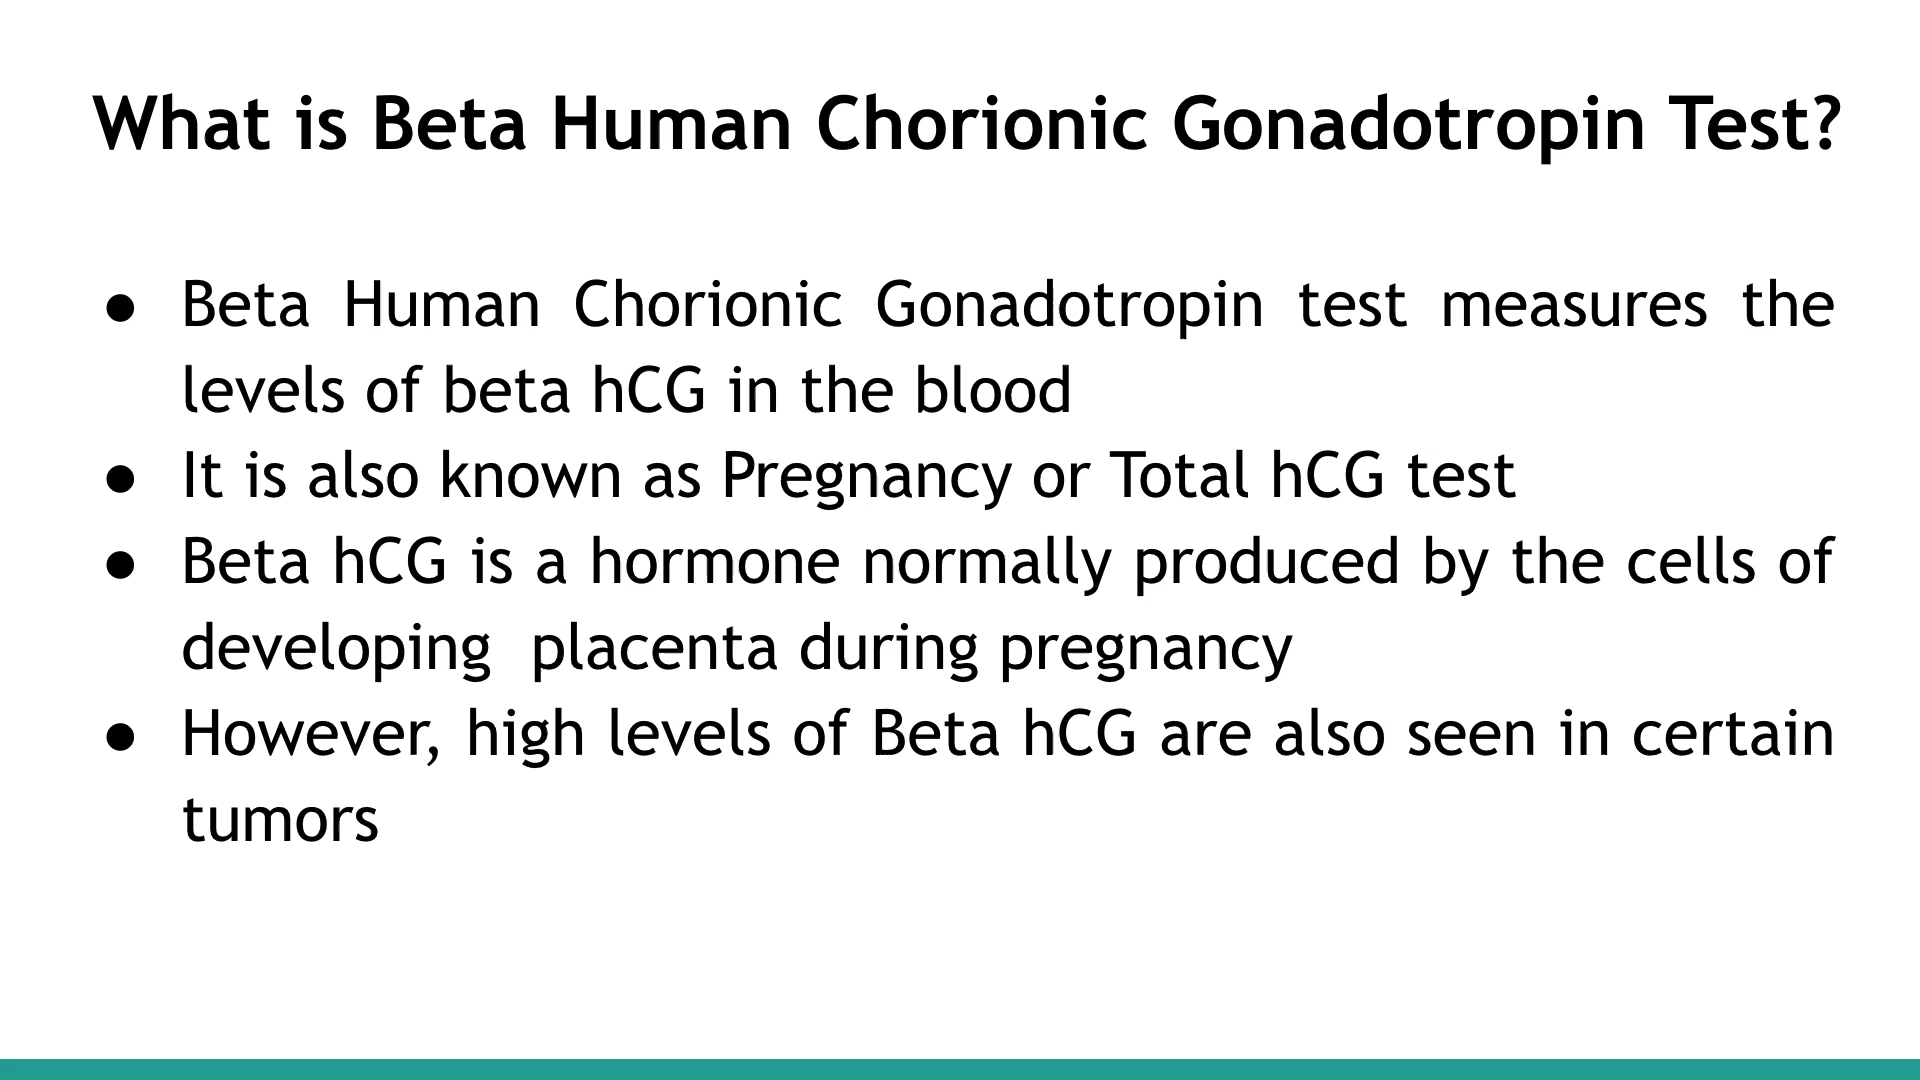 What is Beta Human Chorionic Gonadotropin Test?
● Beta Human Chorionic Gonadotropin test measures the
levels of beta hCG in the blood
● It is also known as Pregnancy or Total hCG test
● Beta hCG is a hormone normally produced by the cells of
developing  placenta during pregnancy
● However, high levels of Beta hCG are also seen in certain
tumors